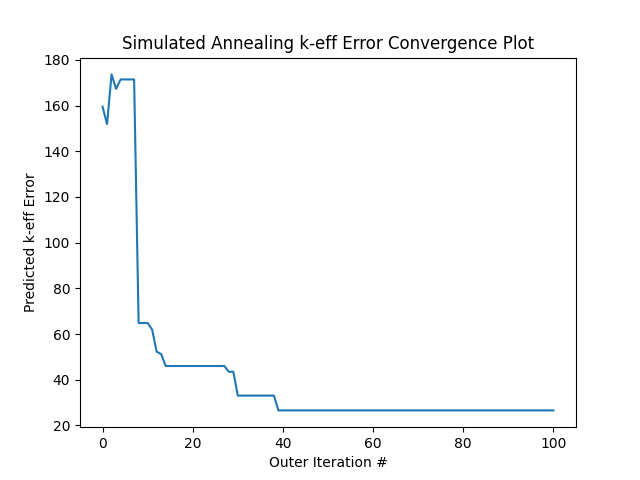 Simulated Annealing k-eff Error Convergence Plot
180
160
140
120
100
80
60
40
20
Predicted k-eff Error
0 20 40 60 80 100
Outer Iteration #